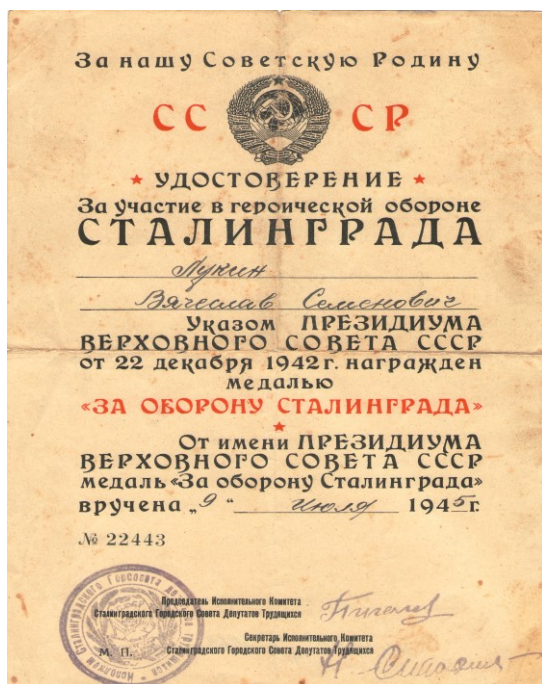 За нашу Советскую Родину
СС СР
УДОСТОВЕРЕНИЕ
За участие в героической обороне
СТАЛИНГРАДА
Лукин
Вячеслав Семенович
Указом ПРЕЗИДИУМА
ВЕРХОВНОГО СОВЕТА СССР
от 22 декабря 1942 г. награжден
медалью
«ЗА ОБОРОНУ СТАЛИНГРАДА»
От имени ПРЕЗИДИУМА
ВЕРХОВНОГО СОВЕТА СССР
медаль «За оборону Сталинграда»
вручена „9“ Июля 1945 г.
№ 22443
Председатель Исполнительного Комитета
Сталинградского Городского Совета Депутатов Трудящихся
Секретарь Исполнительного Комитета
М. П. Сталинградского Городского Совета Депутатов Трудящихся